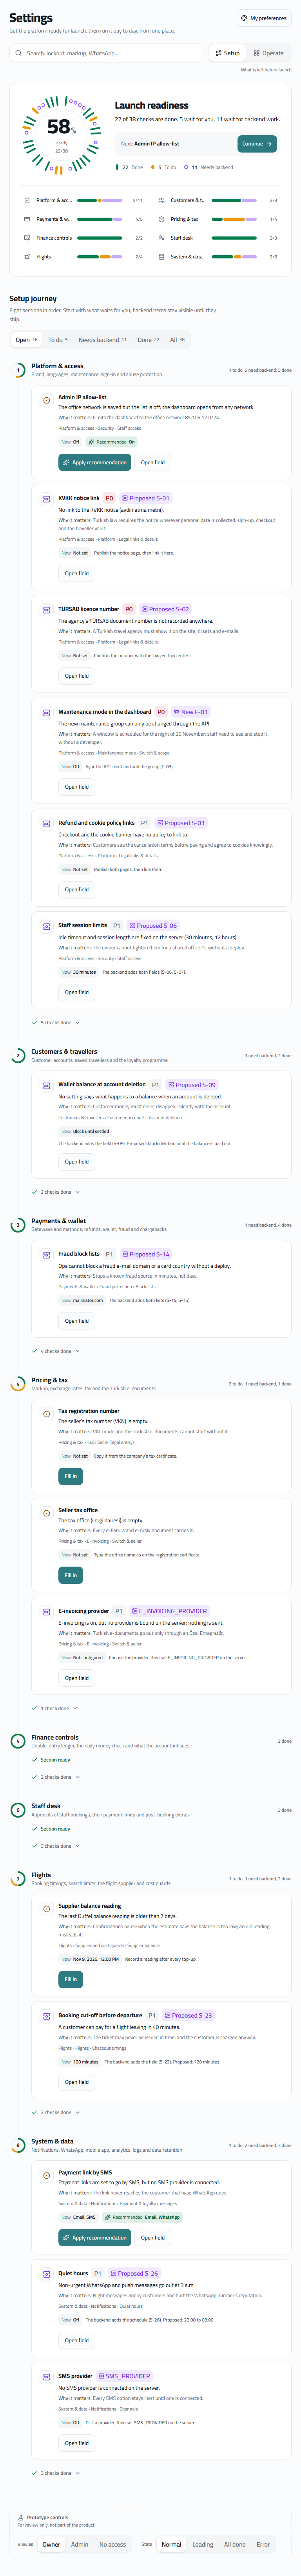 Settings
Get the platform ready for launch, then run it day to day, from one place.
My preferences
Search: lockout, markup, WhatsApp...
Setup
Operate
What is left before launch
58%
ready
22/38
Launch readiness
22 of 38 checks are done. 5 wait for you, 11 wait for backend work.
Next: Admin IP allow-list
Continue
22 Done
5 To do
11 Needs backend
Platform & acc...
5/11
Customers & t...
2/3
Payments & w...
4/5
Pricing & tax
1/4
Finance controls
2/2
Staff desk
3/3
Flights
2/4
System & data
3/6
Setup journey
Eight sections in order. Start with what waits for you; backend items stay visible until they ship.
Open 16
To do 5
Needs backend 11
Done 22
All 38
1
Platform & access
Brand, languages, maintenance, sign-in and abuse protection
1 to do, 5 need backend, 5 done
Admin IP allow-list
The office network is saved but the list is off: the dashboard opens from any network.
Why it matters: Limits the dashboard to the office network 85.105.12.0/24.
Platform & access › Security › Staff access
Now Off
Recommended On
Apply recommendation
Open field
KVKK notice link P0 Proposed S-01
No link to the KVKK notice (aydınlatma metni).
Why it matters: Turkish law requires the notice wherever personal data is collected: sign-up, checkout and the traveller vault.
Platform & access › Platform › Legal links & details
Now Not set
Publish the notice page, then link it here.
Open field
TÜRSAB licence number P0 Proposed S-02
The agency's TÜRSAB document number is not recorded anywhere.
Why it matters: A Turkish travel agency must show it on the site, tickets and e-mails.
Platform & access › Platform › Legal links & details
Now Not set
Confirm the number with the lawyer, then enter it.
Open field
Maintenance mode in the dashboard P0 New F-03
The new maintenance group can only be changed through the API.
Why it matters: A window is scheduled for the night of 20 November; staff need to see and stop it without a developer.
Platform & access › Maintenance mode › Switch & scope
Now Off
Sync the API client and add the group (F-03).
Open field
Refund and cookie policy links P1 Proposed S-03
Checkout and the cookie banner have no policy to link to.
Why it matters: Customers see the cancellation terms before paying and agree to cookies knowingly.
Platform & access › Platform › Legal links & details
Now Not set
Publish both pages, then link them.
Open field
Staff session limits P1 Proposed S-06
Idle timeout and session length are fixed on the server (30 minutes, 12 hours).
Why it matters: The owner cannot tighten them for a shared office PC without a deploy.
Platform & access › Security › Staff access
Now 30 minutes
The backend adds both fields (S-06, S-07).
Open field
5 checks done
2
Customers & travellers
Customer accounts, saved travellers and the loyalty programme
1 need backend, 2 done
Wallet balance at account deletion P1 Proposed S-09
No setting says what happens to a balance when an account is deleted.
Why it matters: Customer money must never disappear silently with the account.
Customers & travellers › Customer accounts › Account deletion
Now Block until settled
The backend adds the field (S-09). Proposed: block deletion until the balance is paid out.
Open field
2 checks done
3
Payments & wallet
Gateways and methods, refunds, wallet, fraud and chargebacks
1 need backend, 4 done
Fraud block lists P1 Proposed S-14
Ops cannot block a fraud e-mail domain or a card country without a deploy.
Why it matters: Stops a known fraud source in minutes, not days.
Payments & wallet › Fraud protection › Block lists
Now mailinator.com
The backend adds both lists (S-14, S-15).
Open field
4 checks done
4
Pricing & tax
Markup, exchange rates, tax and the Turkish e-documents
2 to do, 1 need backend, 1 done
Tax registration number
The seller's tax number (VKN) is empty.
Why it matters: VAT mode and the Turkish e-documents cannot start without it.
Pricing & tax › Tax › Seller (legal entity)
Now Not set
Copy it from the company's tax certificate.
Fill in
Seller tax office
The tax office (vergi dairesi) is empty.
Why it matters: Every e-Fatura and e-Arşiv document carries it.
Pricing & tax › E-invoicing › Switch & seller
Now Not set
Type the office name as on the registration certificate.
Fill in
E-invoicing provider P1 E_INVOICING_PROVIDER
E-invoicing is on, but no provider is bound on the server: nothing is sent.
Why it matters: Turkish e-documents go out only through an Özel Entegratör.
Pricing & tax › E-invoicing › Switch & seller
Now Not configured
Choose the provider, then set E_INVOICING_PROVIDER on the server.
Open field
1 check done
5
Finance controls
Double-entry ledger, the daily money check and what the accountant sees
2 done
Section ready
2 checks done
6
Staff desk
Approvals of staff bookings, their payment limits and post-booking extras
3 done
Section ready
3 checks done
7
Flights
Booking timings, search limits, the flight supplier and cost guards
1 to do, 1 need backend, 2 done
Supplier balance reading
The last Duffel balance reading is older than 7 days.
Why it matters: Confirmations pause when the estimate says the balance is too low; an old reading misleads it.
Flights › Supplier and cost guards › Supplier balance
Now Nov 9, 2026, 12:00 PM
Record a reading after every top-up.
Fill in
Booking cut-off before departure P1 Proposed S-23
A customer can pay for a flight leaving in 40 minutes.
Why it matters: The ticket may never be issued in time, and the customer is charged anyway.
Flights › Flights › Checkout timings
Now 120 minutes
The backend adds the field (S-23). Proposed: 120 minutes.
Open field
2 checks done
8
System & data
Notifications, WhatsApp, mobile app, analytics, logs and data retention
1 to do, 2 need backend, 3 done
Payment link by SMS
Payment links are set to go by SMS, but no SMS provider is connected.
Why it matters: The link never reaches the customer that way. WhatsApp does.
System & data › Notifications › Payment & loyalty messages
Now Email, SMS
Recommended Email, WhatsApp
Apply recommendation
Open field
Quiet hours P1 Proposed S-26
Non-urgent WhatsApp and push messages go out at 3 a.m.
Why it matters: Night messages annoy customers and hurt the WhatsApp number's reputation.
System & data › Notifications › Quiet hours
Now Off
The backend adds the schedule (S-26). Proposed: 22:00 to 08:00.
Open field
SMS provider SMS_PROVIDER
No SMS provider is connected on the server.
Why it matters: Every SMS option stays inert until one is connected.
System & data › Notifications › Channels
Now Off
Pick a provider, then set SMS_PROVIDER on the server.
Open field
3 checks done
Prototype controls
For review only, not part of the product.
View as
Owner
Admin
No access
State
Normal
Loading
All done
Error